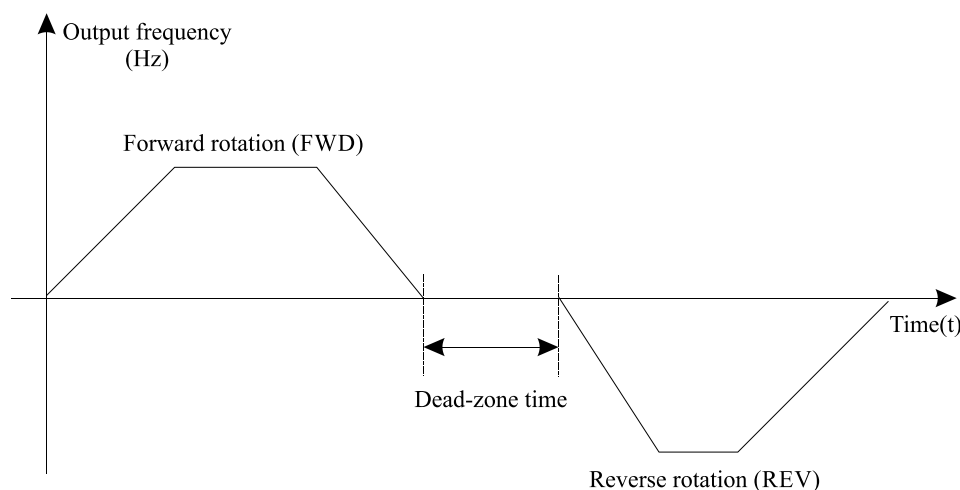 Output frequency
(Hz)
Forward rotation (FWD)
Time(t)
Dead-zone time
Reverse rotation (REV)